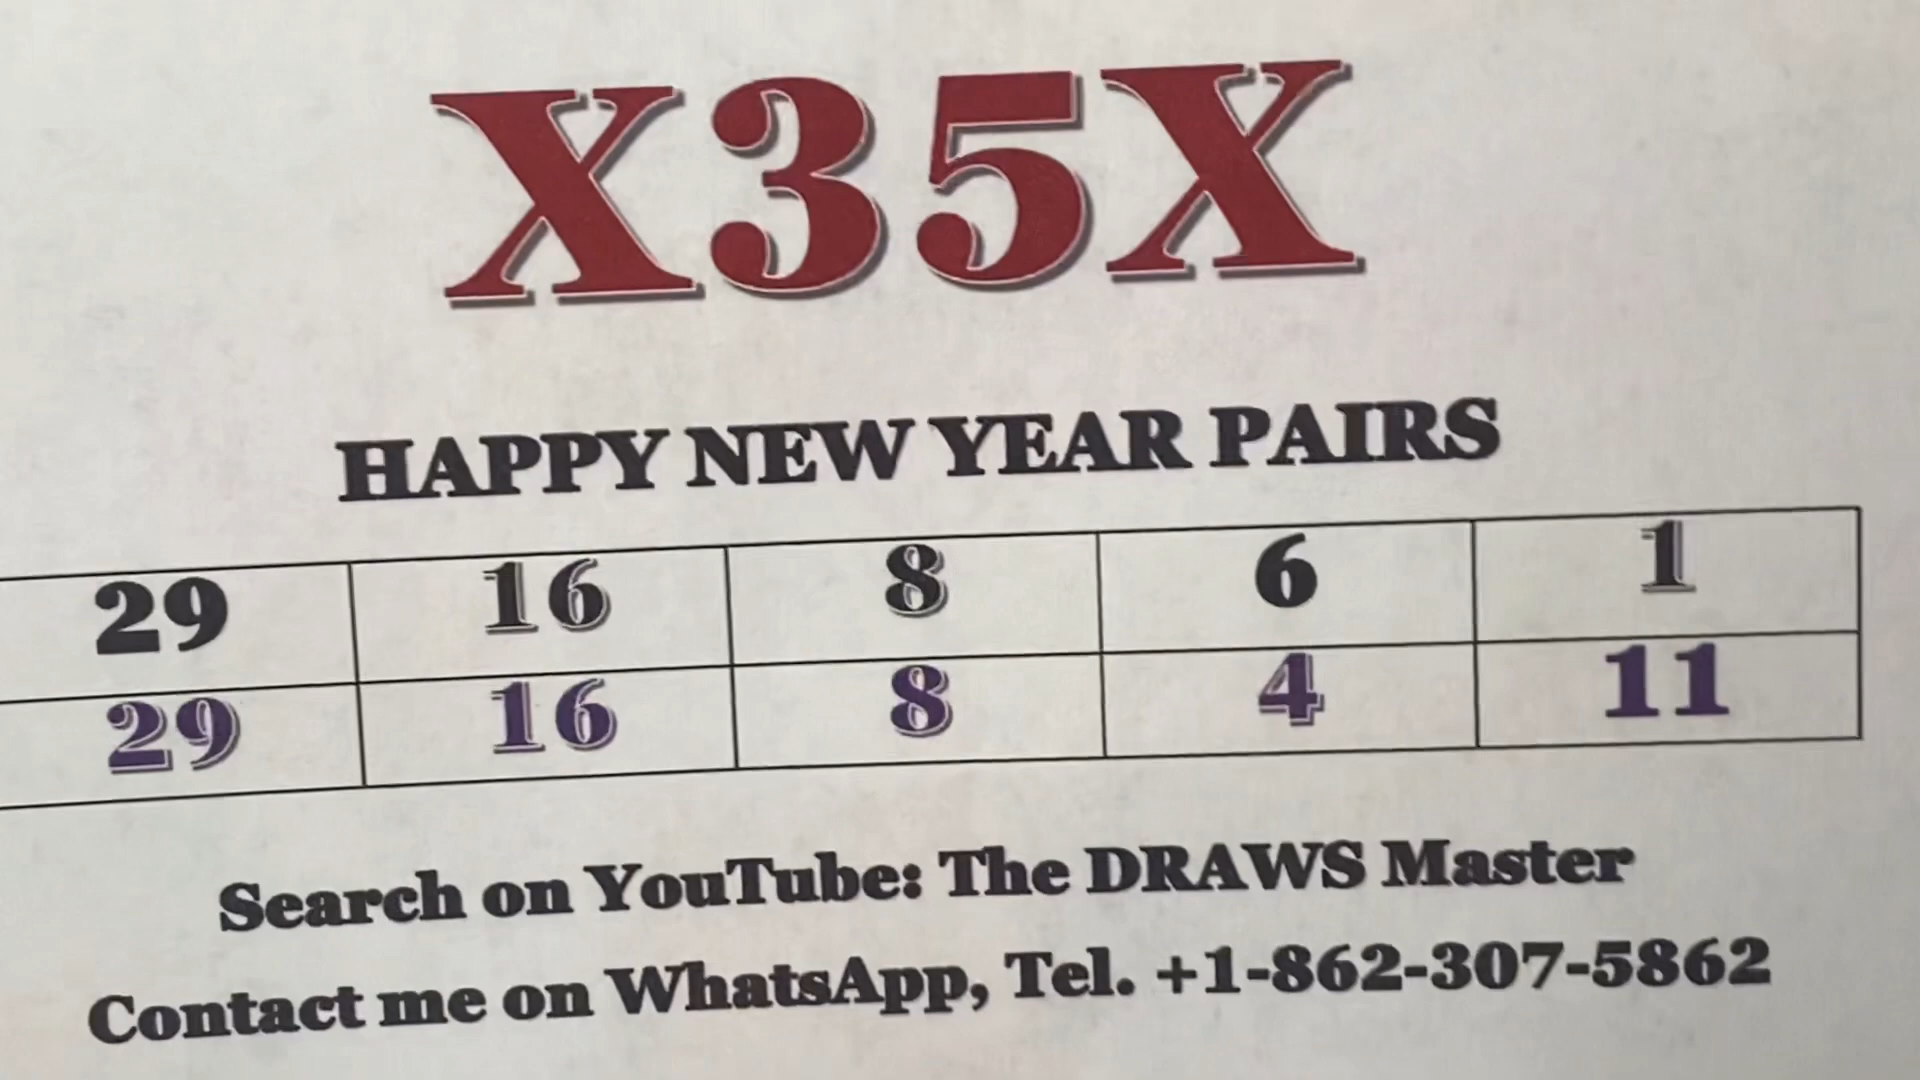 X35X
HAPPY NEW YEAR PAIRS
29 16 8 6 1
29 16 8 4 11
Search on YouTube: The DRAWS Master
Contact me on WhatsApp, Tel. +1-862-307-5862